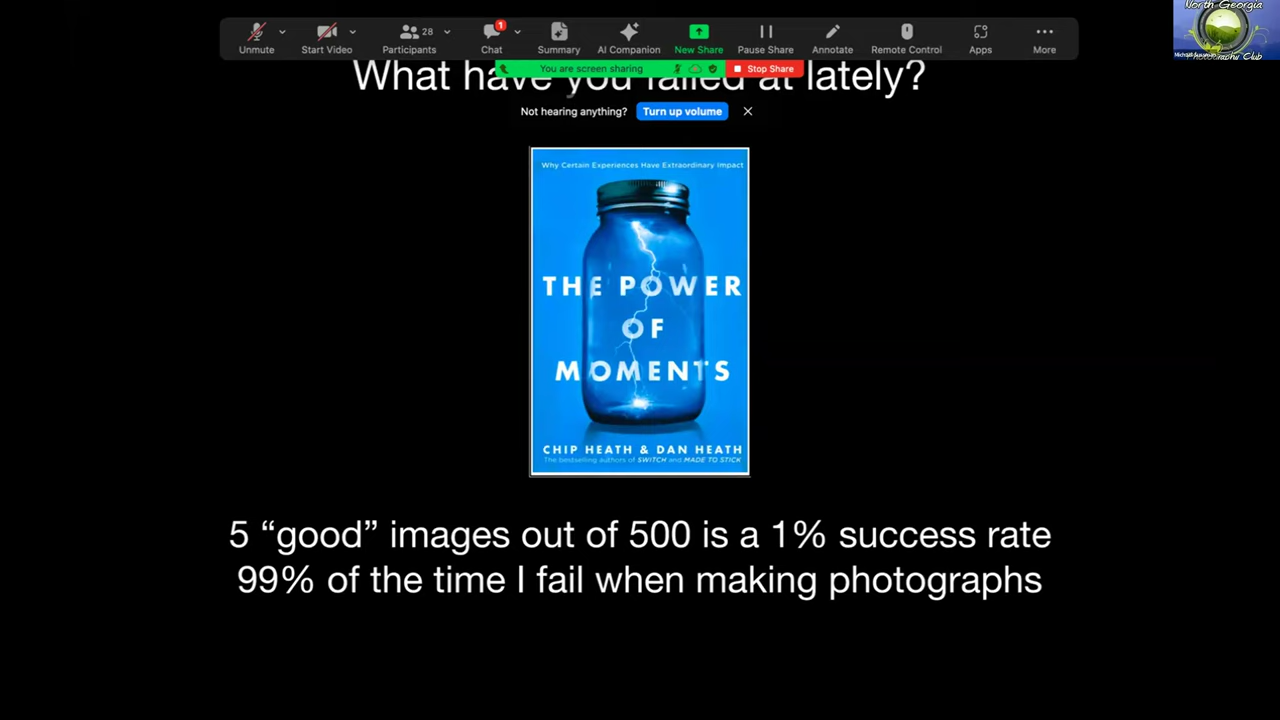 North Georgia
Photography Club
28
1
Unmute
Start Video
Participants
Chat
Summary
AI Companion
New Share
Pause Share
Annotate
Remote Control
Apps
More
You are screen sharing
Stop Share
What have you failed at lately?
Not hearing anything?
Turn up volume
Why Certain Experiences Have Extraordinary Impact
THE POWER
OF
MOMENTS
CHIP HEATH & DAN HEATH
The bestselling authors of SWITCH and MADE TO STICK
5 “good” images out of 500 is a 1% success rate
99% of the time I fail when making photographs